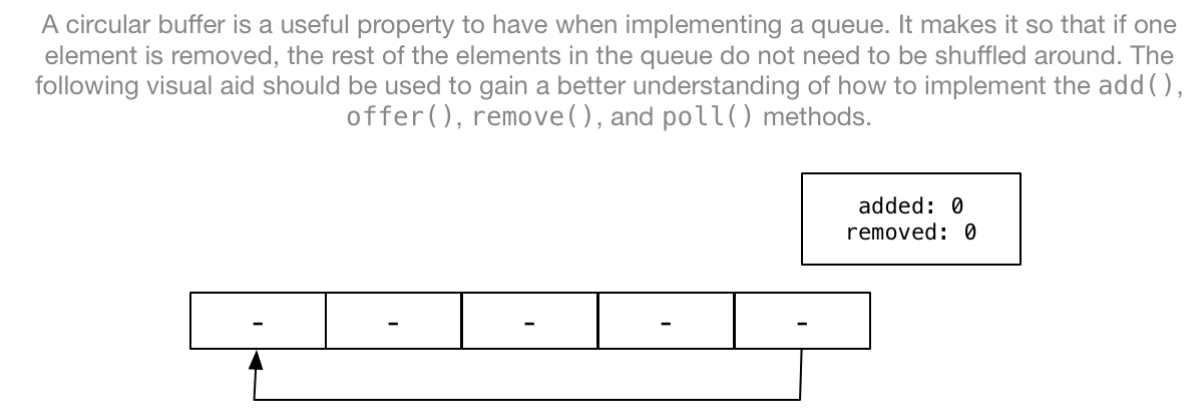 A circular buffer is a useful property to have when implementing a queue. It makes it so that if one
element is removed, the rest of the elements in the queue do not need to be shuffled around. The
following visual aid should be used to gain a better understanding of how to implement the add(),
offer(), remove(), and poll() methods.
added: 0
removed: 0
- - - - -